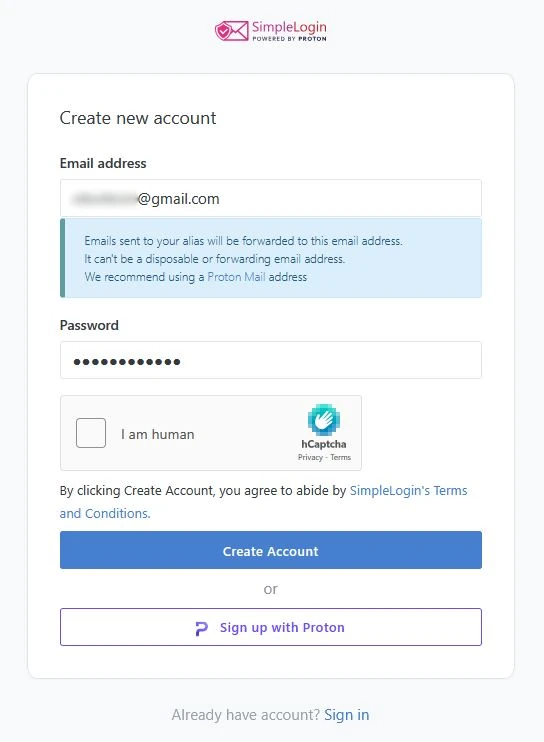 SimpleLogin
POWERED BY PROTON
Create new account
Email address
@gmail.com
Emails sent to your alias will be forwarded to this email address.
It can't be a disposable or forwarding email address.
We recommend using a Proton Mail address
Password
••••••••••••
I am human
hCaptcha
Privacy - Terms
By clicking Create Account, you agree to abide by SimpleLogin's Terms
and Conditions.
Create Account
or
Sign up with Proton
Already have account? Sign in